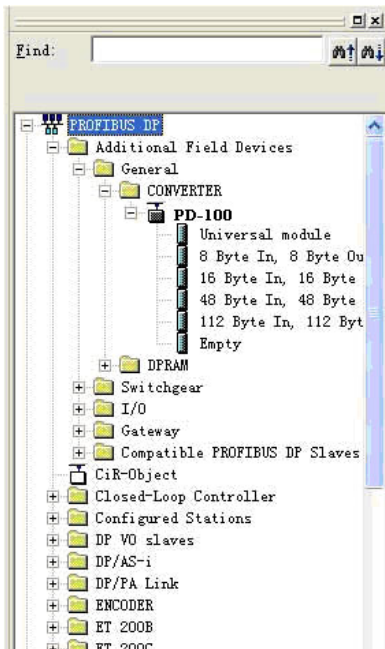 Find:
PROFIBUS DP
Additional Field Devices
General
CONVERTER
PD-100
Universal module
8 Byte In, 8 Byte Ou
16 Byte In, 16 Byte
48 Byte In, 48 Byte
112 Byte In, 112 Byt
Empty
DPRAM
Switchgear
I/O
Gateway
Compatible PROFIBUS DP Slaves
CiR-Object
Closed-Loop Controller
Configured Stations
DP VO slaves
DP/AS-i
DP/PA Link
ENCODER
ET 200B
ET 200C